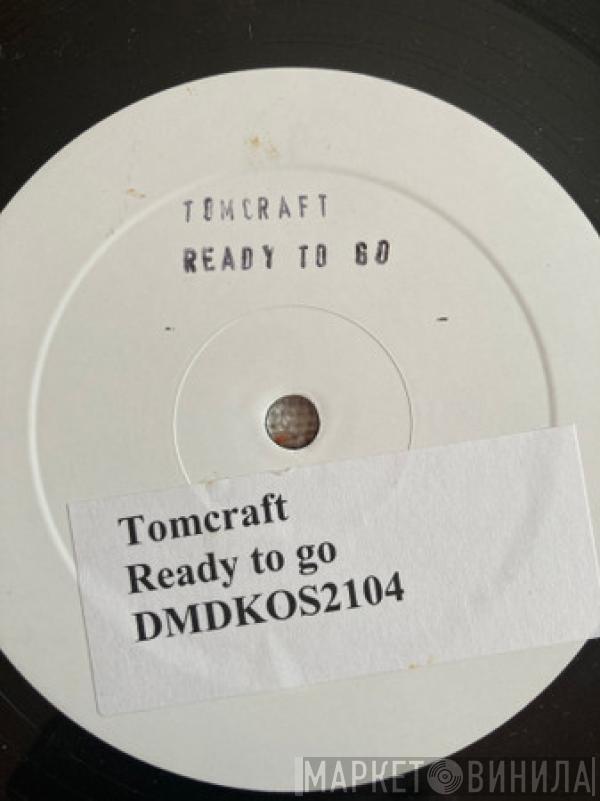 TOMCRAFT
READY TO GO
Tomcraft
Ready to go
DMDKOS2104
МАРКЕТ ВИНИЛА